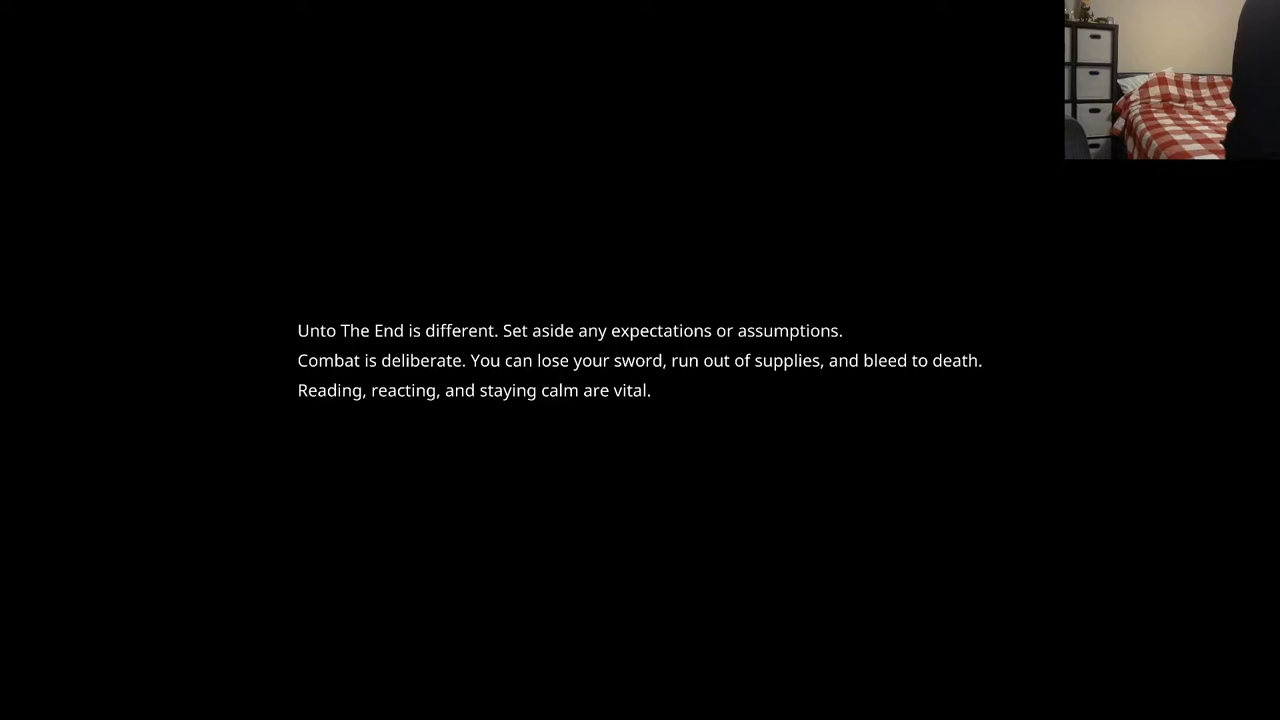 Unto The End is different. Set aside any expectations or assumptions.
Combat is deliberate. You can lose your sword, run out of supplies, and bleed to death.
Reading, reacting, and staying calm are vital.